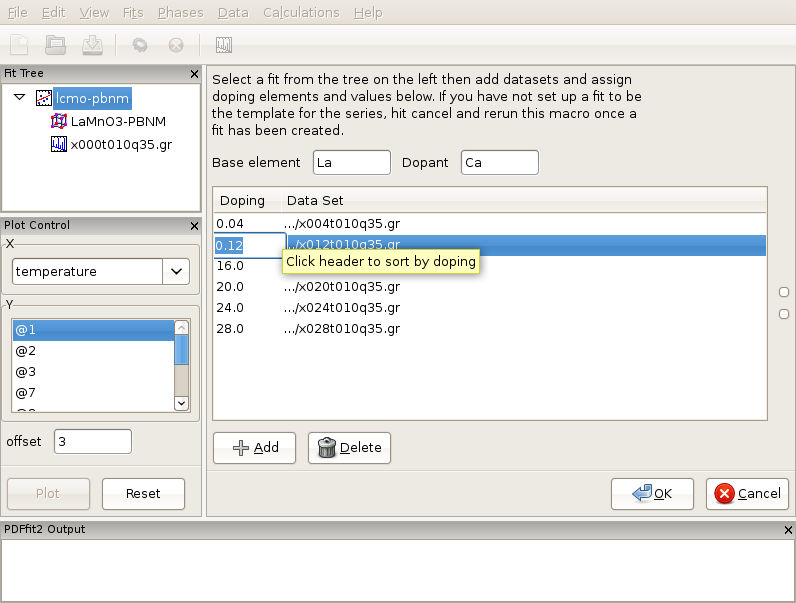 File Edit View Fits Phases Data Calculations Help
Fit Tree
lcmo-pbnm
LaMnO3-PBNM
x000t010q35.gr
Plot Control
X
temperature
Y
@1
@2
@3
@7
offset 3
Plot Reset
Select a fit from the tree on the left then add datasets and assign
doping elements and values below. If you have not set up a fit to be
the template for the series, hit cancel and rerun this macro once a
fit has been created.
Base element La Dopant Ca
Doping Data Set
0.04 .../x004t010q35.gr
0.12 .../x012t010q35.gr
Click header to sort by doping
16.0
20.0 .../x020t010q35.gr
24.0 .../x024t010q35.gr
28.0 .../x028t010q35.gr
Add Delete
OK Cancel
PDFfit2 Output